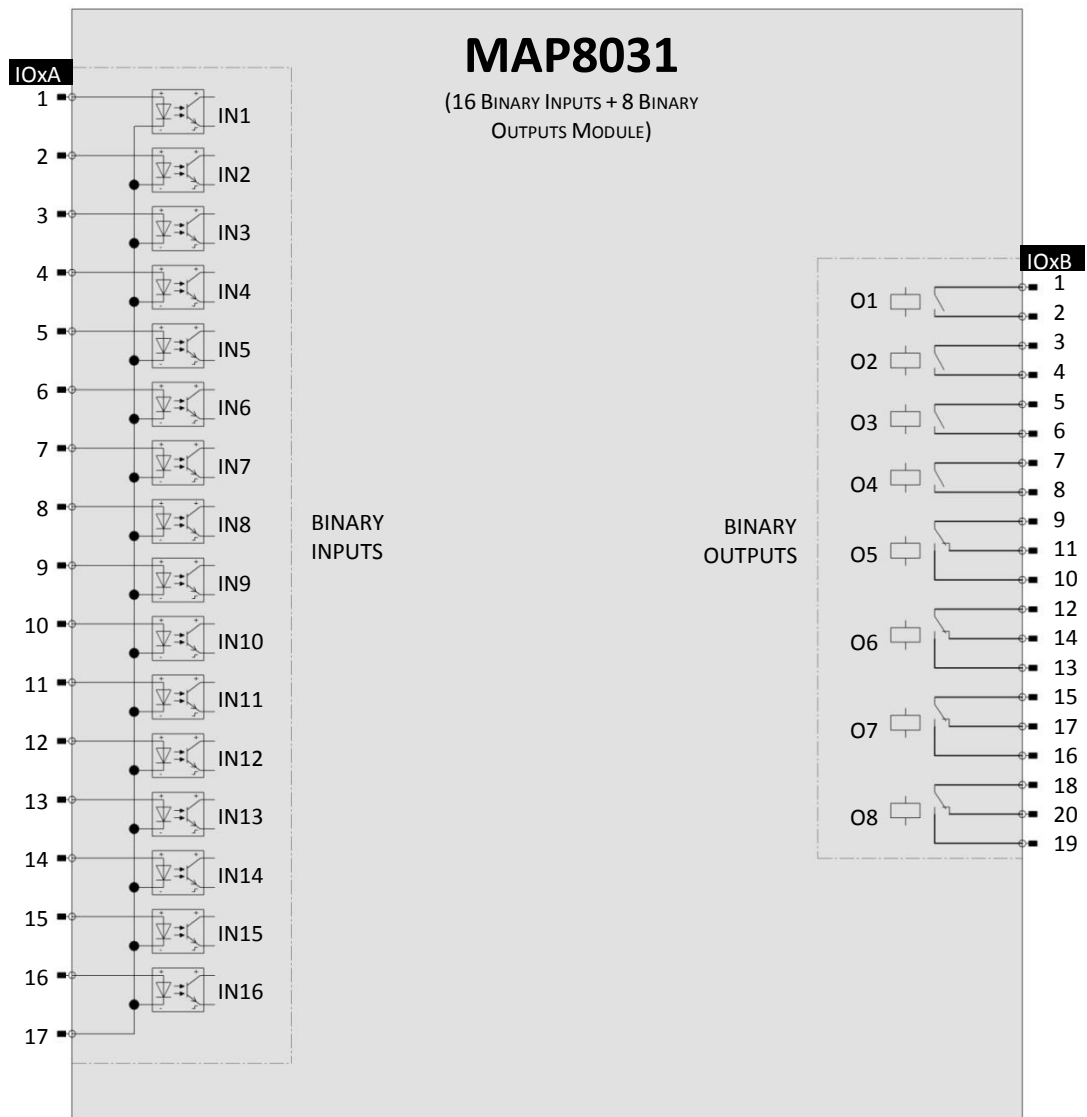 MAP8031
(16 BINARY INPUTS + 8 BINARY
OUTPUTS MODULE)
IOxA
1
IN1
2
IN2
3
IN3
4
IN4
5
IN5
6
IN6
7
IN7
8
IN8
9
IN9
10
IN10
11
IN11
12
IN12
13
IN13
14
IN14
15
IN15
16
IN16
17
BINARY
INPUTS
BINARY
OUTPUTS
IOxB
O1
1
2
O2
3
4
O3
5
6
O4
7
8
O5
9
11
10
O6
12
14
13
O7
15
17
16
O8
18
20
19